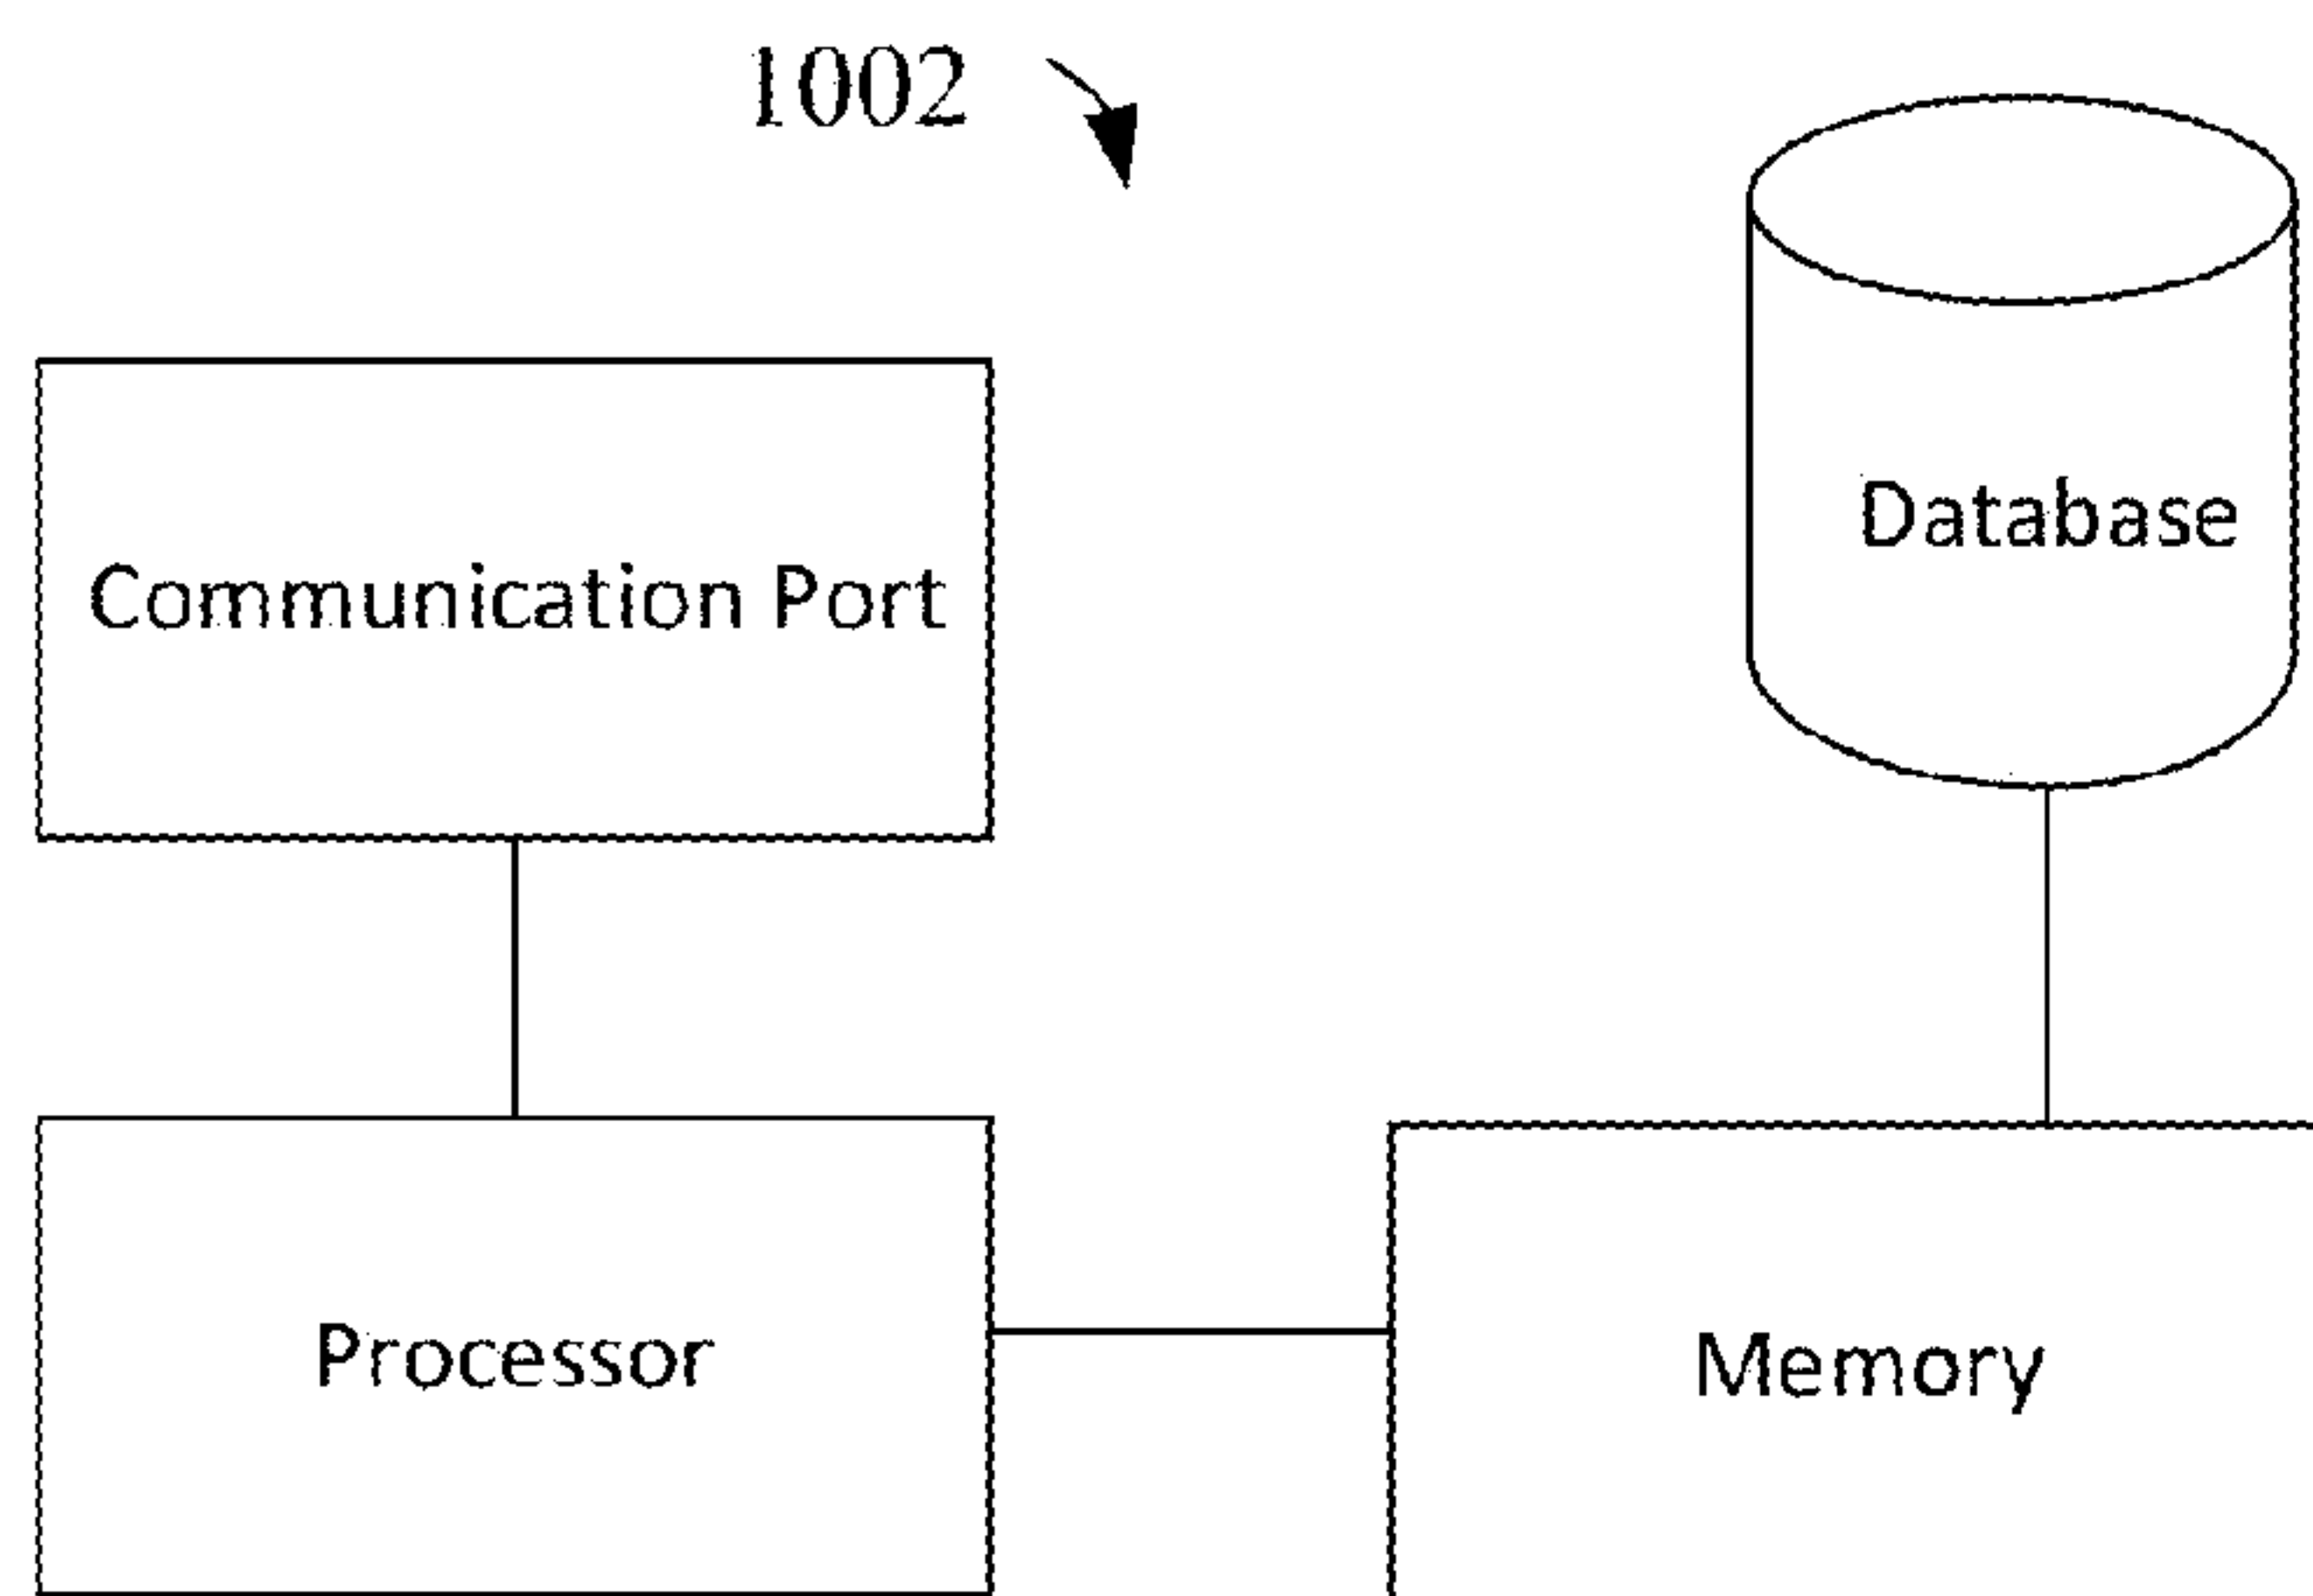 1002
Database
Communication Port
Processor
Memory